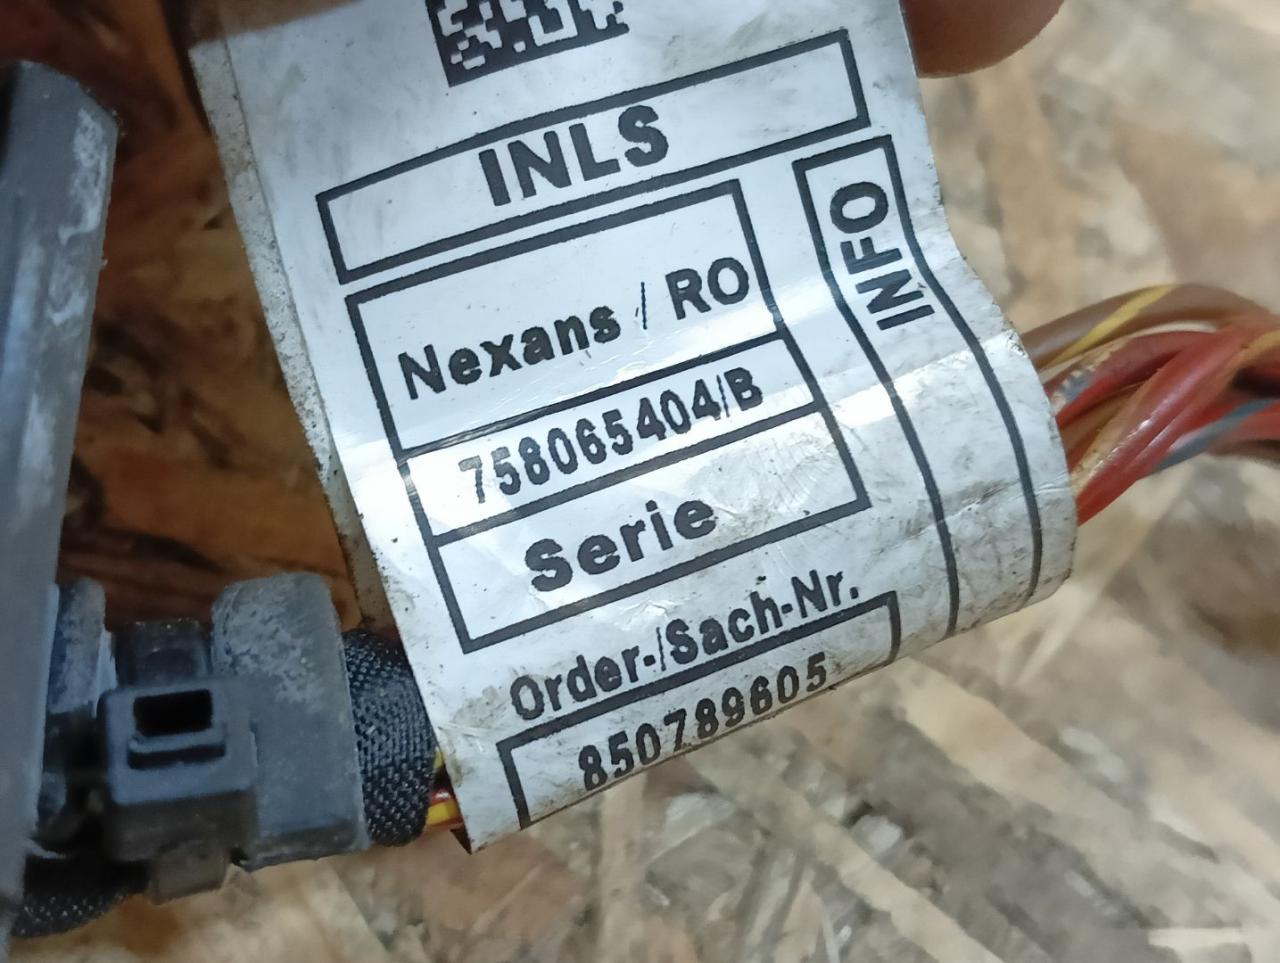 INLS
INFO
Nexans / RO
758065404/B
Serie
Order-/Sach-Nr.
850789605